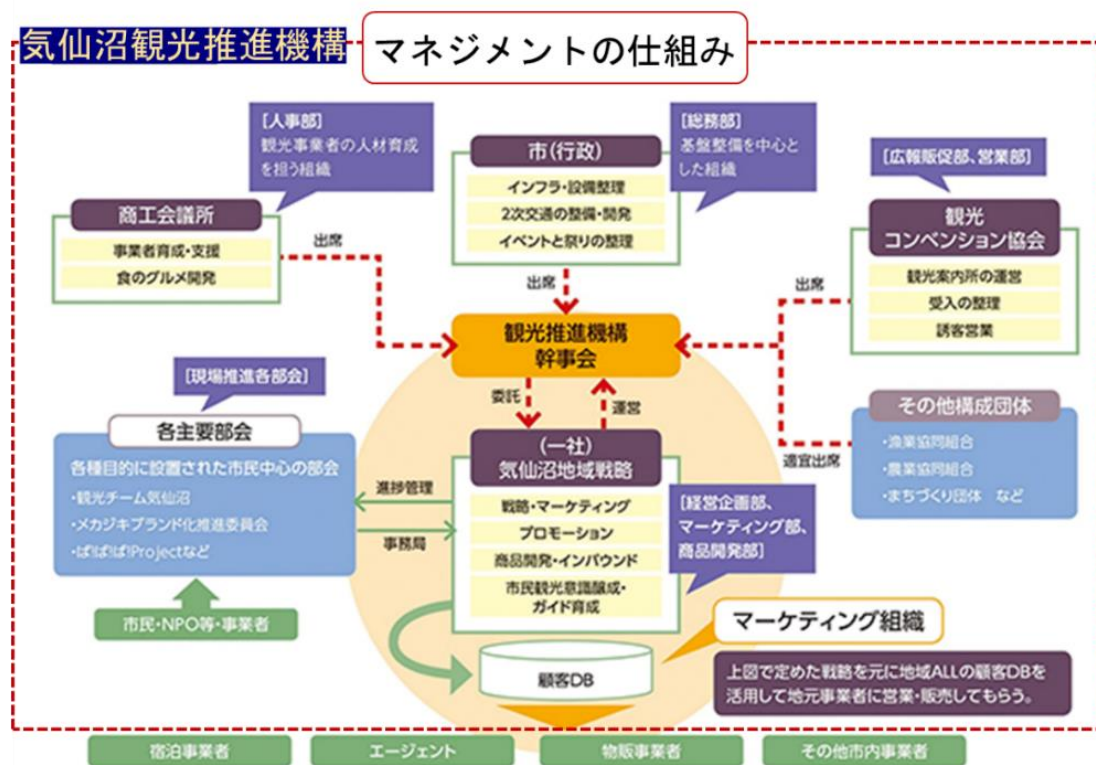 気仙沼観光推進機構
マネジメントの仕組み
[人事部]
観光事業者の人材育成
を担う組織
商工会議所
事業者育成・支援
食のグルメ開発
出席
市(行政)
インフラ・設備整理
2次交通の整備・開発
イベントと祭りの整理
出席
[総務部]
基盤整備を中心と
した組織
[広報販促部、営業部]
観光
コンベンション協会
観光案内所の運営
受入の整理
誘客営業
出席
観光推進機構
幹事会
委託
運営
[現場推進各部会]
各主要部会
各種目的に設置された市民中心の部会
・観光チーム気仙沼
・メカジキブランド化推進委員会
・ば!ば!ば!Projectなど
市民・NPO等・事業者
進捗管理
事務局
(一社)
気仙沼地域戦略
戦略・マーケティング
プロモーション
商品開発・インバウンド
市民観光意識醸成・
ガイド育成
[経営企画部、
マーケティング部、
商品開発部]
その他構成団体
・漁業協同組合
・農業協同組合
・まちづくり団体 など
適宜出席
顧客DB
マーケティング組織
上図で定めた戦略を元に地域ALLの顧客DBを
活用して地元事業者に営業・販売してもらう。
宿泊事業者
エージェント
物販事業者
その他市内事業者